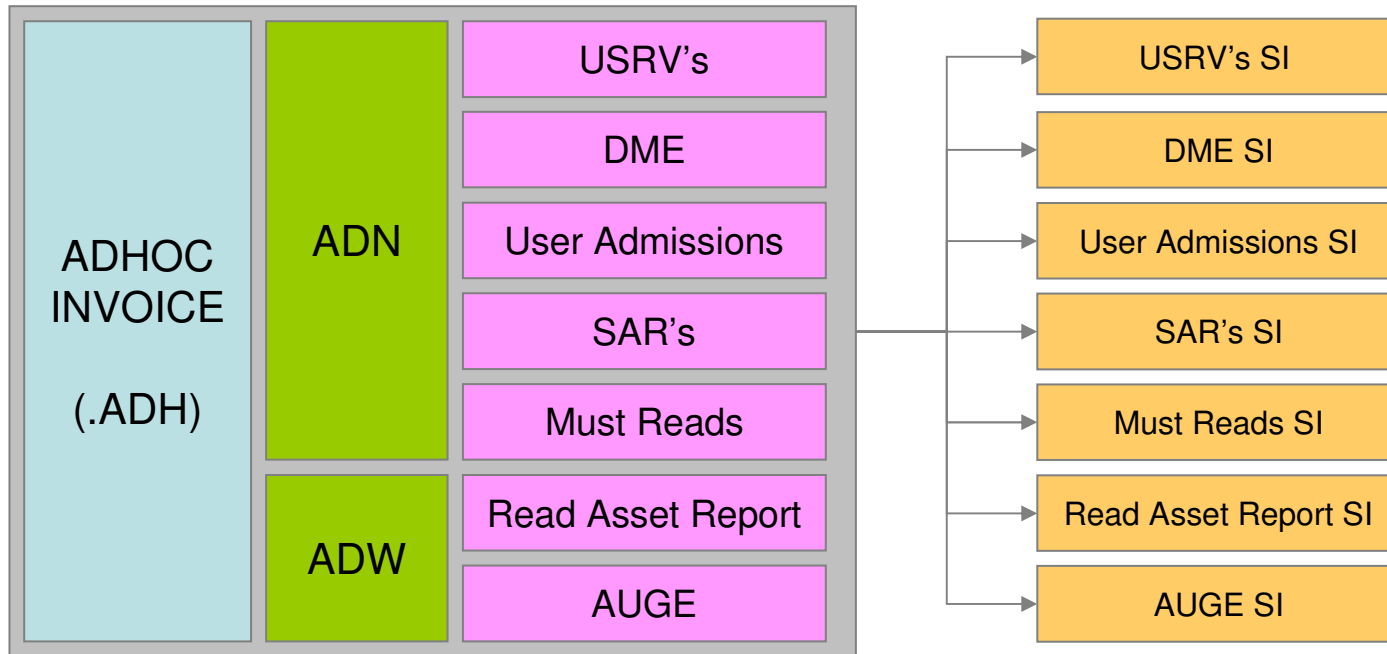 ADHOC
INVOICE
(.ADH)
ADN
ADW
USRV's
DME
User Admissions
SAR's
Must Reads
Read Asset Report
AUGE
USRV's SI
DME SI
User Admissions SI
SAR's SI
Must Reads SI
Read Asset Report SI
AUGE SI